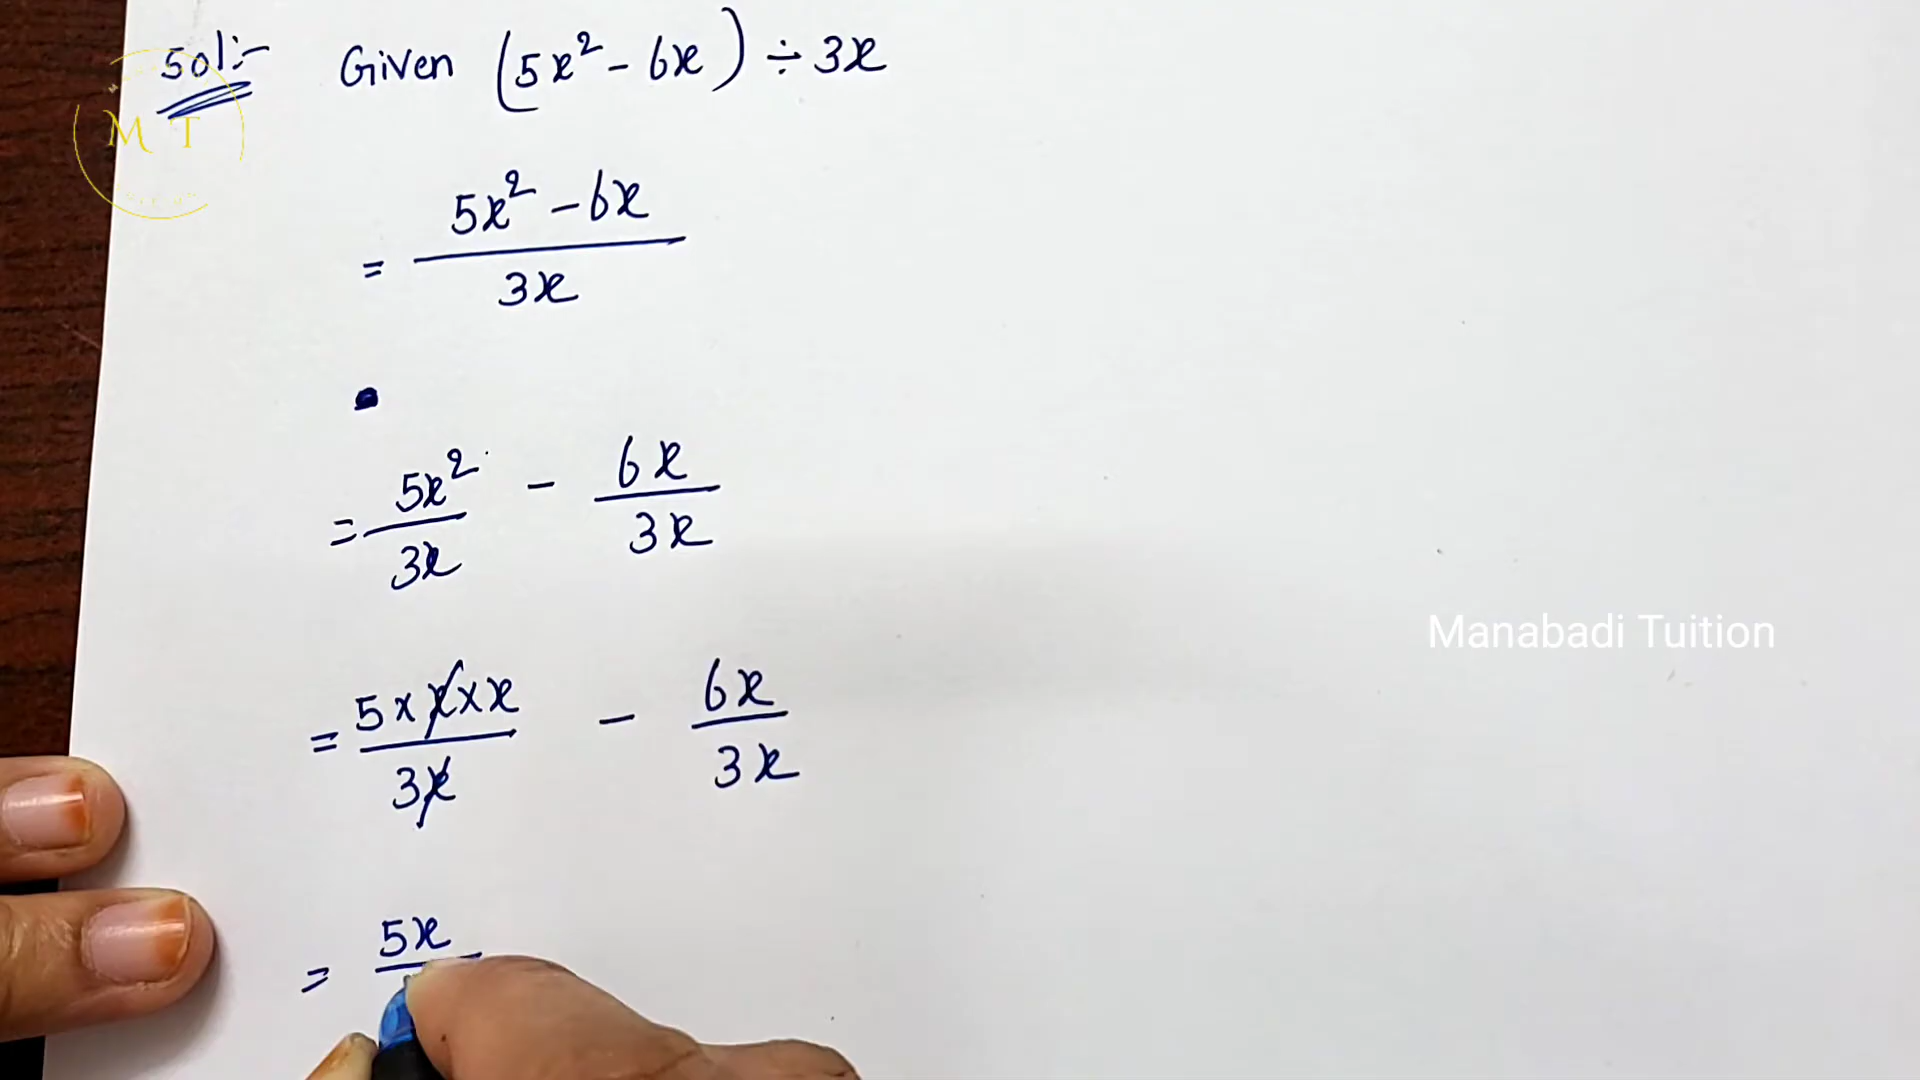 Sol:- Given (5x² - 6x) ÷ 3x
M T
= 5x² - 6x / 3x
= 5x² / 3x - 6x / 3x
Manabadi Tuition
= 5 × x × x / 3x - 6x / 3x
= 5x